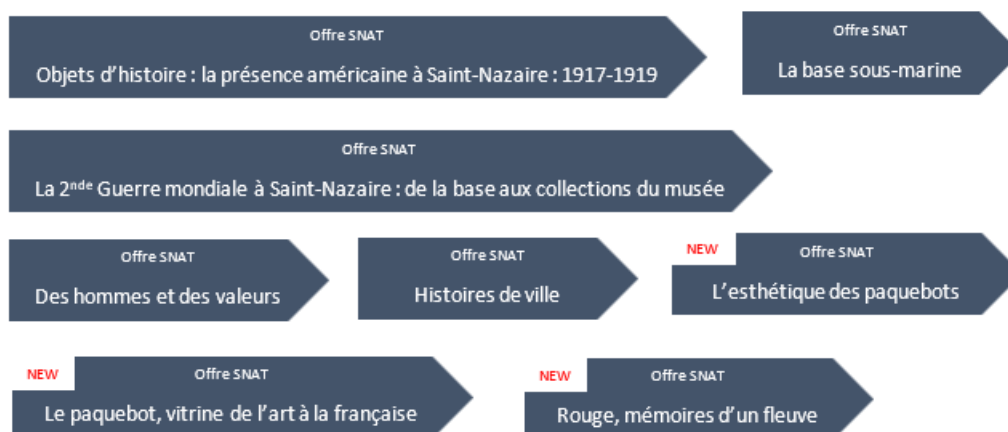 Offre SNAT
Objets d’histoire : la présence américaine à Saint-Nazaire : 1917-1919
Offre SNAT
La base sous-marine
Offre SNAT
La 2nde Guerre mondiale à Saint-Nazaire : de la base aux collections du musée
Offre SNAT
Des hommes et des valeurs
Offre SNAT
Histoires de ville
NEW Offre SNAT
L’esthétique des paquebots
NEW Offre SNAT
Le paquebot, vitrine de l’art à la française
NEW Offre SNAT
Rouge, mémoires d’un fleuve